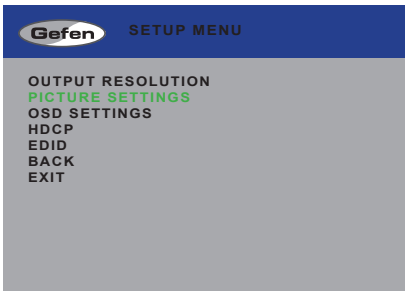 Gefen
SETUP MENU
OUTPUT RESOLUTION
PICTURE SETTINGS
OSD SETTINGS
HDCP
EDID
BACK
EXIT